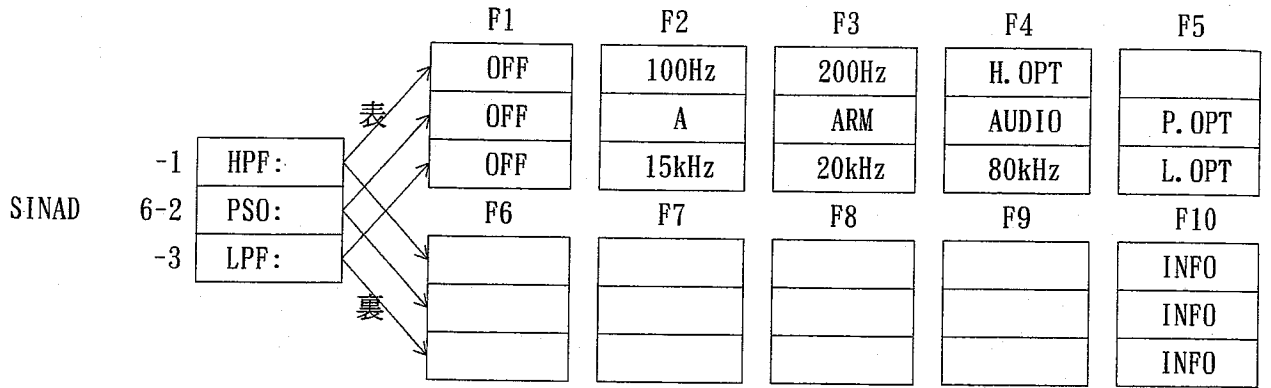 F1 F2 F3 F4 F5
OFF 100Hz 200Hz H.OPT
表 OFF A ARM AUDIO P.OPT
-1 HPF: OFF 15kHz 20kHz 80kHz L.OPT
SINAD 6-2 PSO: F6 F7 F8 F9 F10
-3 LPF: INFO
裏 INFO
INFO